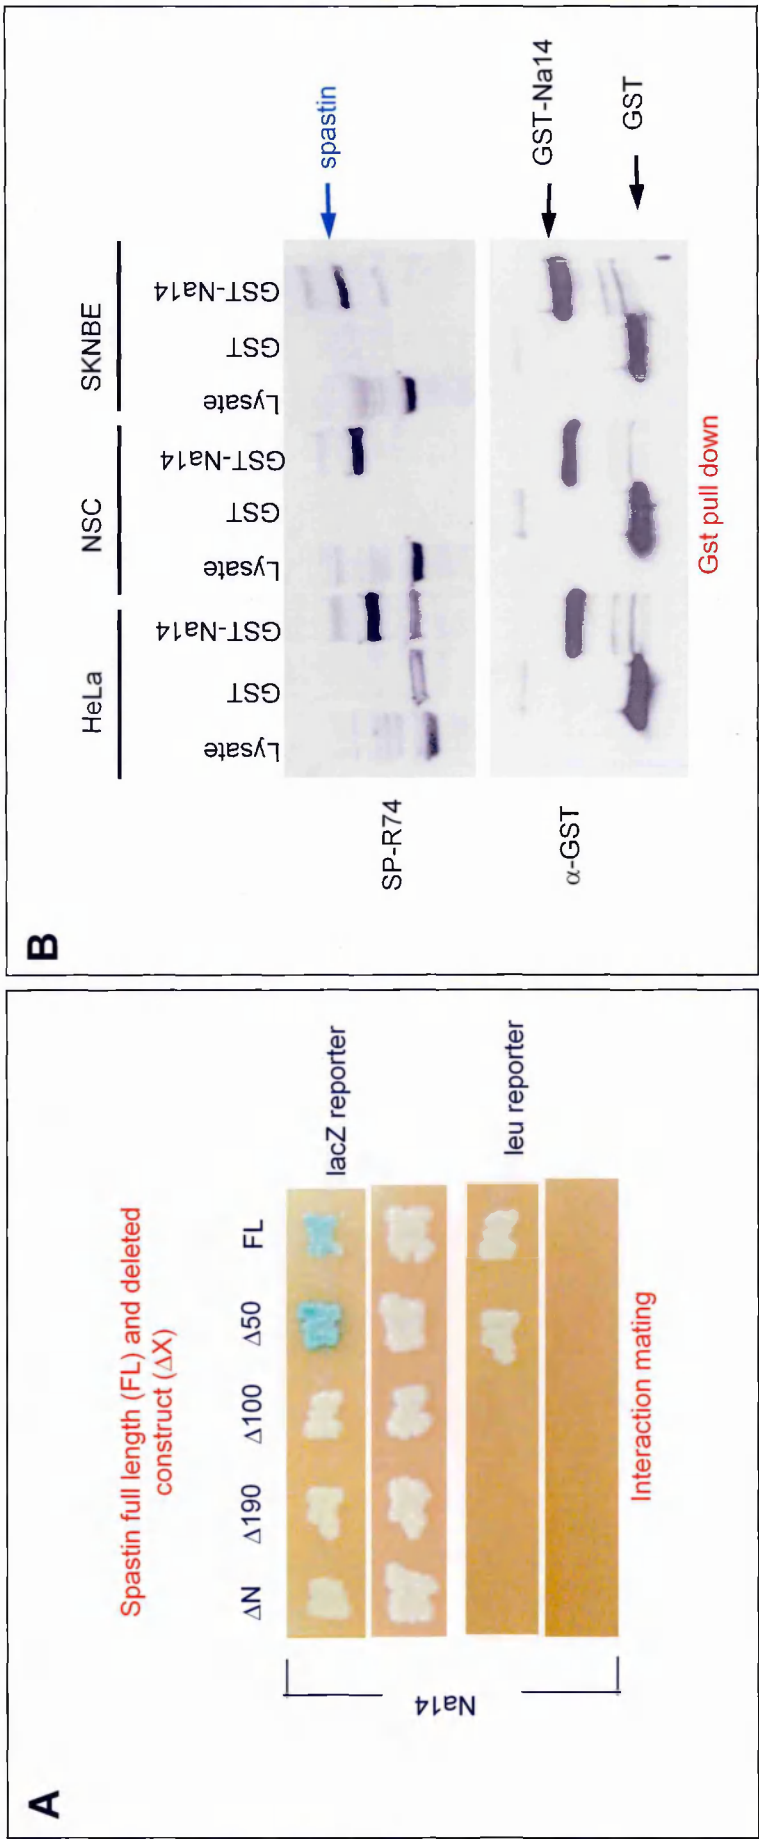 A
Spastin full length (FL) and deleted
construct (ΔX)
ΔN Δ190 Δ100 Δ50 FL
Na14
lacZ reporter
leu reporter
Interaction mating
B
HeLa NSC SKNBE
Lysate GST GST-Na14 Lysate GST GST-Na14 Lysate GST GST-Na14
SP-R74
spastin
α-GST
GST-Na14
GST
Gst pull down